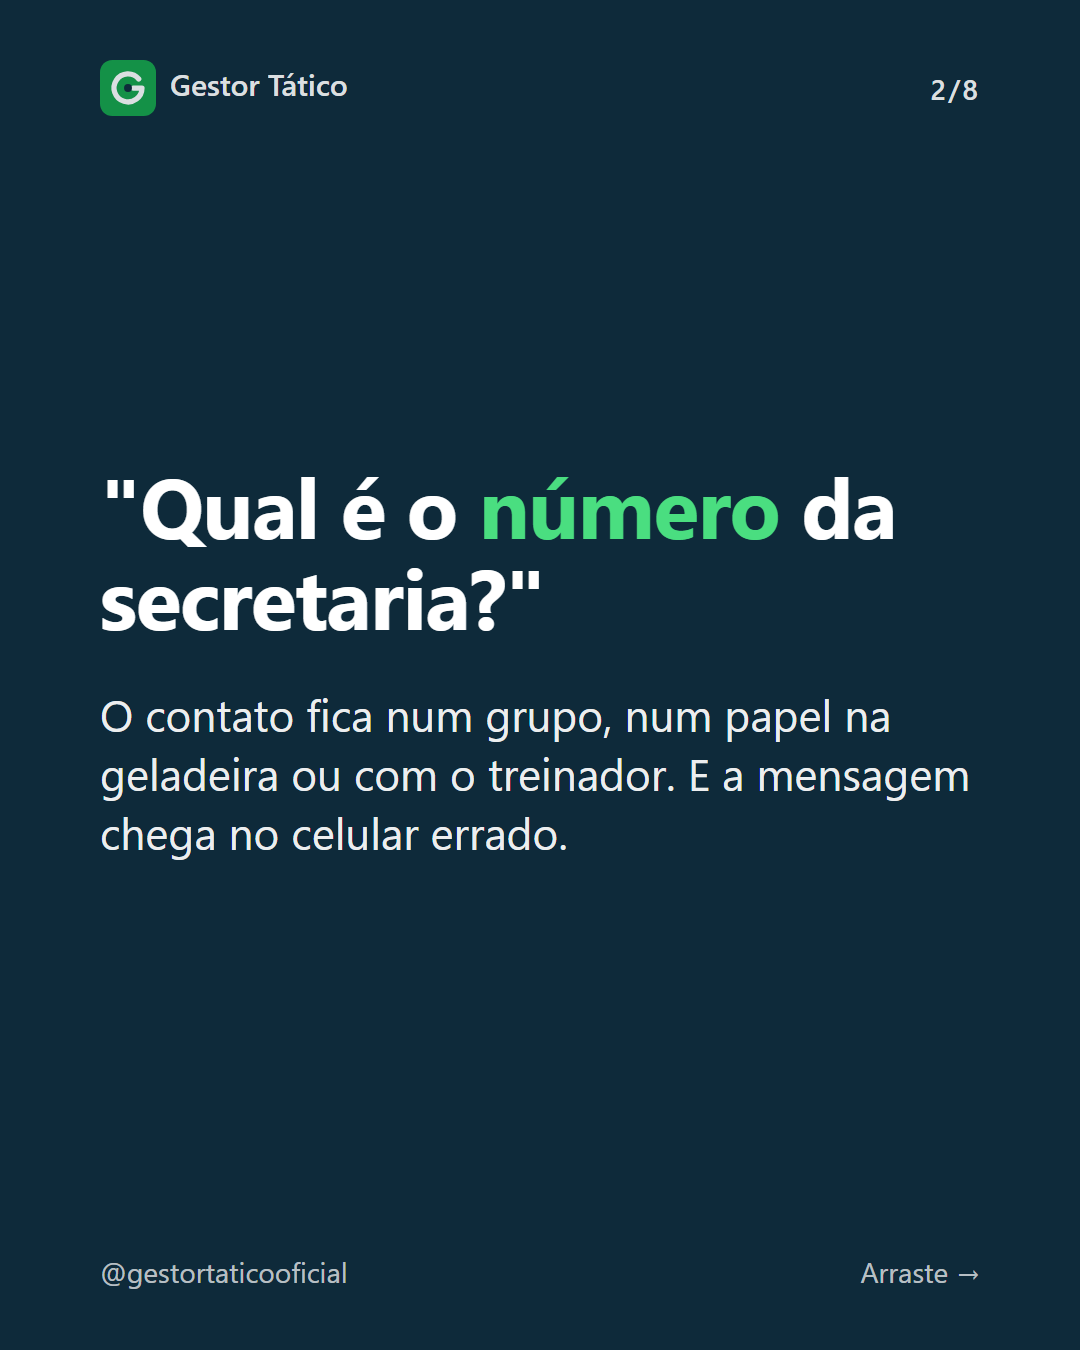 Gestor Tático
2/8
"Qual é o número da
secretaria?"
O contato fica num grupo, num papel na
geladeira ou com o treinador. E a mensagem
chega no celular errado.
@gestortaticooficial
Arraste →